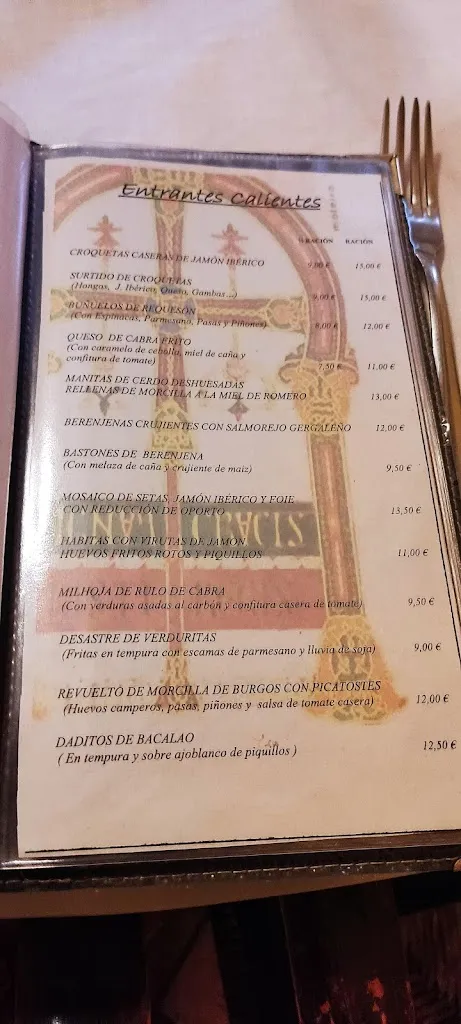 Entrantes Calientes
½ RACIÓN RACIÓN
CROQUETAS CASERAS DE JAMÓN IBÉRICO 9,00 € 15,00 €
SURTIDO DE CROQUETAS
(Hongos, J. Ibérico, Queso, Gambas ...) 9,00 € 15,00 €
BUÑUELOS DE REQUESÓN
(Con Espinacas, Parmesano, Pasas y Piñones) 8,00 € 12,00 €
QUESO DE CABRA FRITO
(Con caramelo de cebolla, miel de caña y
confitura de tomate) 7,50 € 11,00 €
MANITAS DE CERDO DESHUESADAS
RELLENAS DE MORCILLA A LA MIEL DE ROMERO 13,00 €
BERENJENAS CRUJIENTES CON SALMOREJO GERGALEÑO 12,00 €
BASTONES DE BERENJENA
(Con melaza de caña y crujiente de maiz) 9,50 €
MOSAICO DE SETAS, JAMÓN IBÉRICO Y FOIE
CON REDUCCIÓN DE OPORTO 13,50 €
HABITAS CON VIRUTAS DE JAMÓN
HUEVOS FRITOS ROTOS Y PIQUILLOS 11,00 €
MILHOJA DE RULO DE CABRA
(Con verduras asadas al carbón y confitura casera de tomate) 9,50 €
DESASTRE DE VERDURITAS
(Fritas en tempura con escamas de parmesano y lluvia de soja) 9,00 €
REVUELTO DE MORCILLA DE BURGOS CON PICATOSTES
(Huevos camperos, pasas, piñones y salsa de tomate casera) 12,00 €
DADITOS DE BACALAO
( En tempura y sobre ajoblanco de piquillos ) 12,50 €